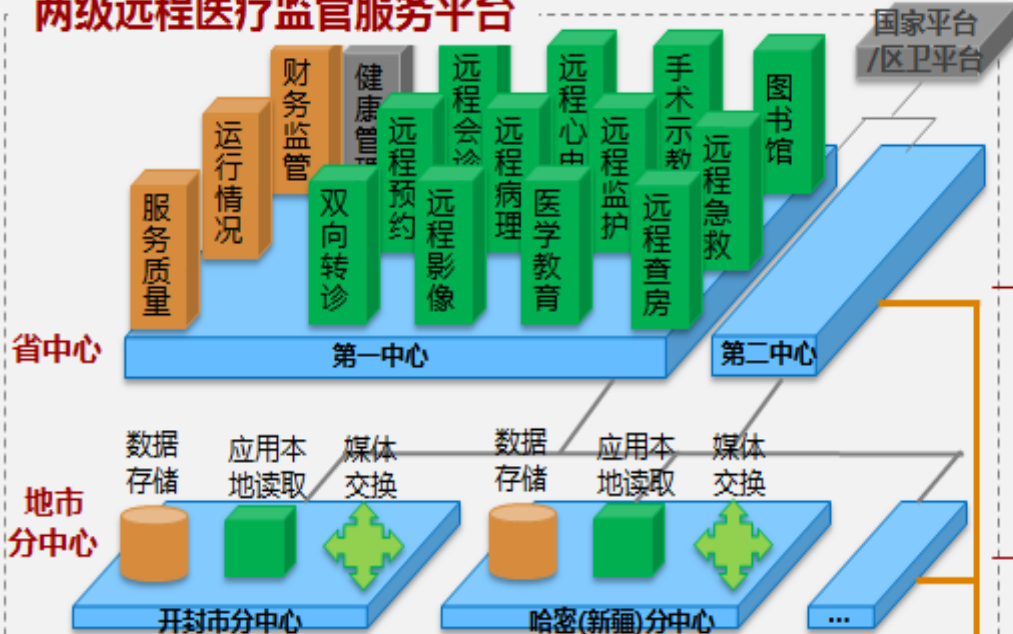 两级远程医疗监管服务平台
国家平台
/区卫平台
财务监管
健康管理
远程会诊
远程心电
手术示教
图书馆
运行情况
远程预约
远程病理
远程监护
远程急救
服务质量
双向转诊
远程影像
医学教育
远程查房
省中心
第一中心
第二中心
数据
存储
应用本
地读取
媒体
交换
数据
存储
应用本
地读取
媒体
交换
地市
分中心
开封市分中心
哈密(新疆)分中心
...